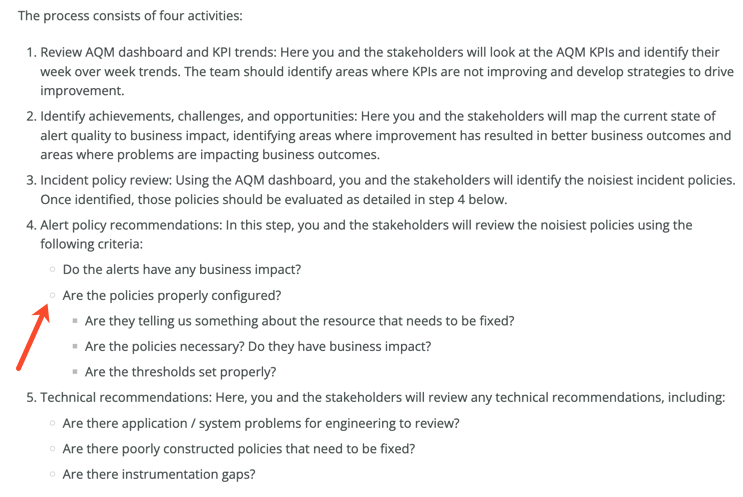 The process consists of four activities:
1. Review AQM dashboard and KPI trends: Here you and the stakeholders will look at the AQM KPIs and identify their
week over week trends. The team should identify areas where KPIs are not improving and develop strategies to drive
improvement.
2. Identify achievements, challenges, and opportunities: Here you and the stakeholders will map the current state of
alert quality to business impact, identifying areas where improvement has resulted in better business outcomes and
areas where problems are impacting business outcomes.
3. Incident policy review: Using the AQM dashboard, you and the stakeholders will identify the noisiest incident policies.
Once identified, those policies should be evaluated as detailed in step 4 below.
4. Alert policy recommendations: In this step, you and the stakeholders will review the noisiest policies using the
following criteria:
Do the alerts have any business impact?
Are the policies properly configured?
Are they telling us something about the resource that needs to be fixed?
Are the policies necessary? Do they have business impact?
Are the thresholds set properly?
5. Technical recommendations: Here, you and the stakeholders will review any technical recommendations, including:
Are there application / system problems for engineering to review?
Are there poorly constructed policies that need to be fixed?
Are there instrumentation gaps?